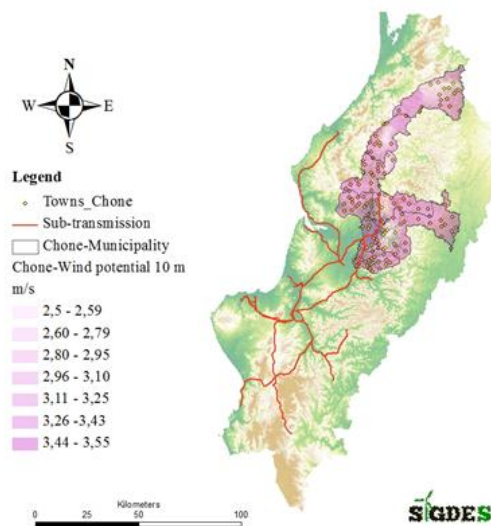 N
W E
S
Legend
Towns_Chone
Sub-transmission
Chone-Municipality
Chone-Wind potential 10 m
m/s
2,5 - 2,59
2,60 - 2,79
2,80 - 2,95
2,96 - 3,10
3,11 - 3,25
3,26 -3,43
3,44 - 3,55
Kilometers
0 25 50 100
SIGDES